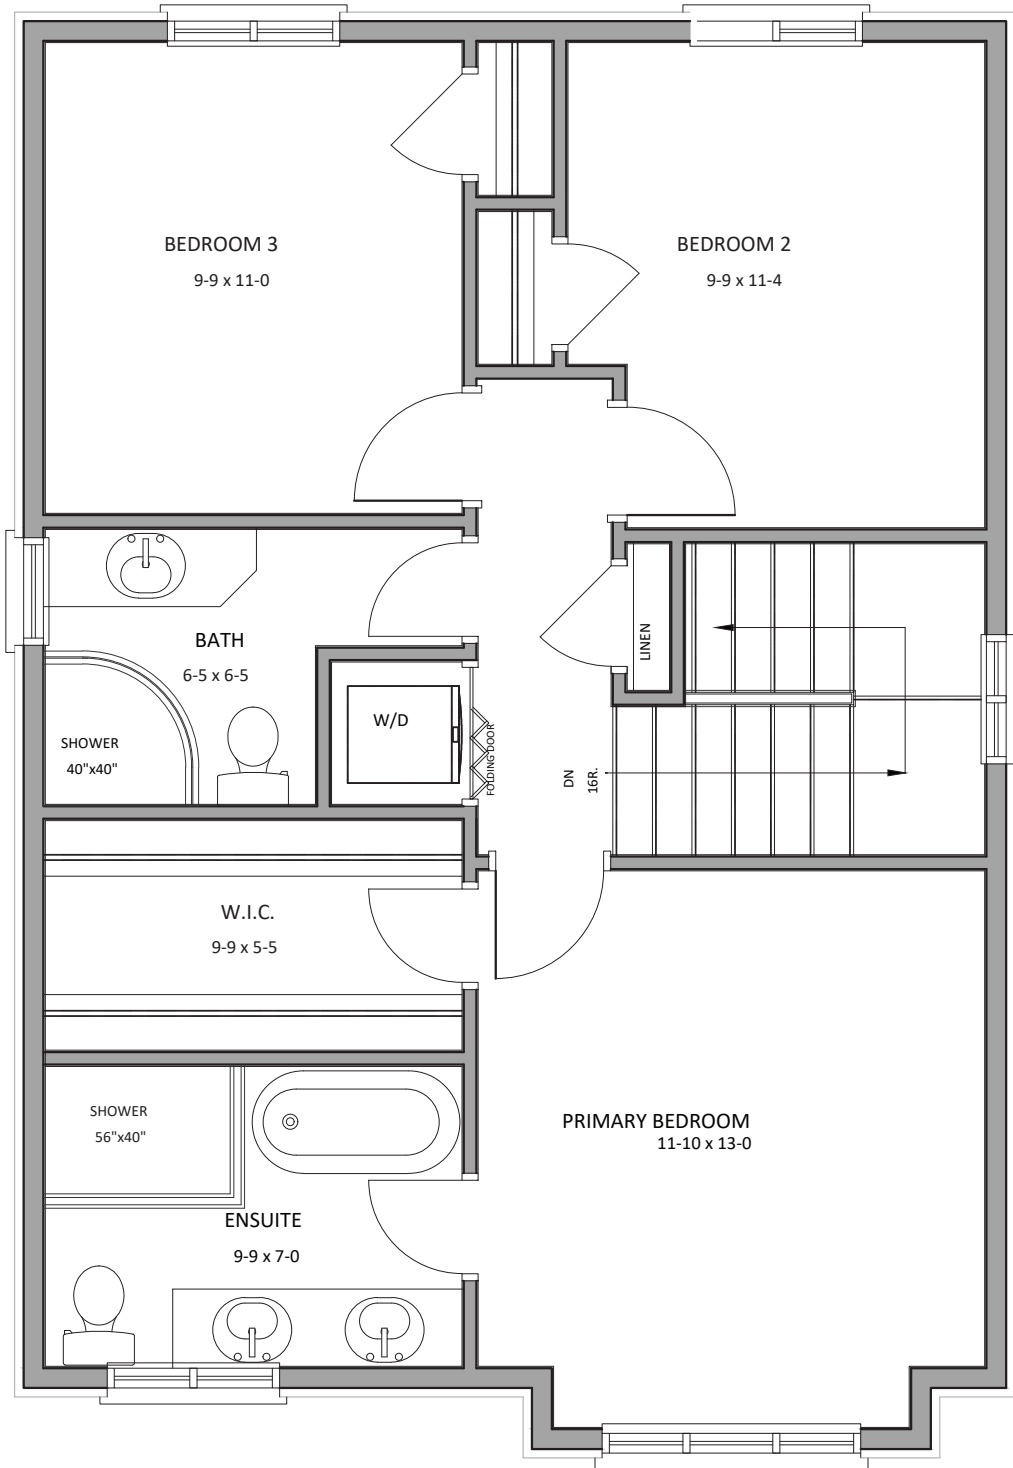 BEDROOM 3
9-9 x 11-0
BEDROOM 2
9-9 x 11-4
BATH
6-5 x 6-5
SHOWER
40"x40"
W/D
FOLDING DOOR
LINEN
DN
16R.
W.I.C.
9-9 x 5-5
SHOWER
56"x40"
ENSUITE
9-9 x 7-0
PRIMARY BEDROOM
11-10 x 13-0